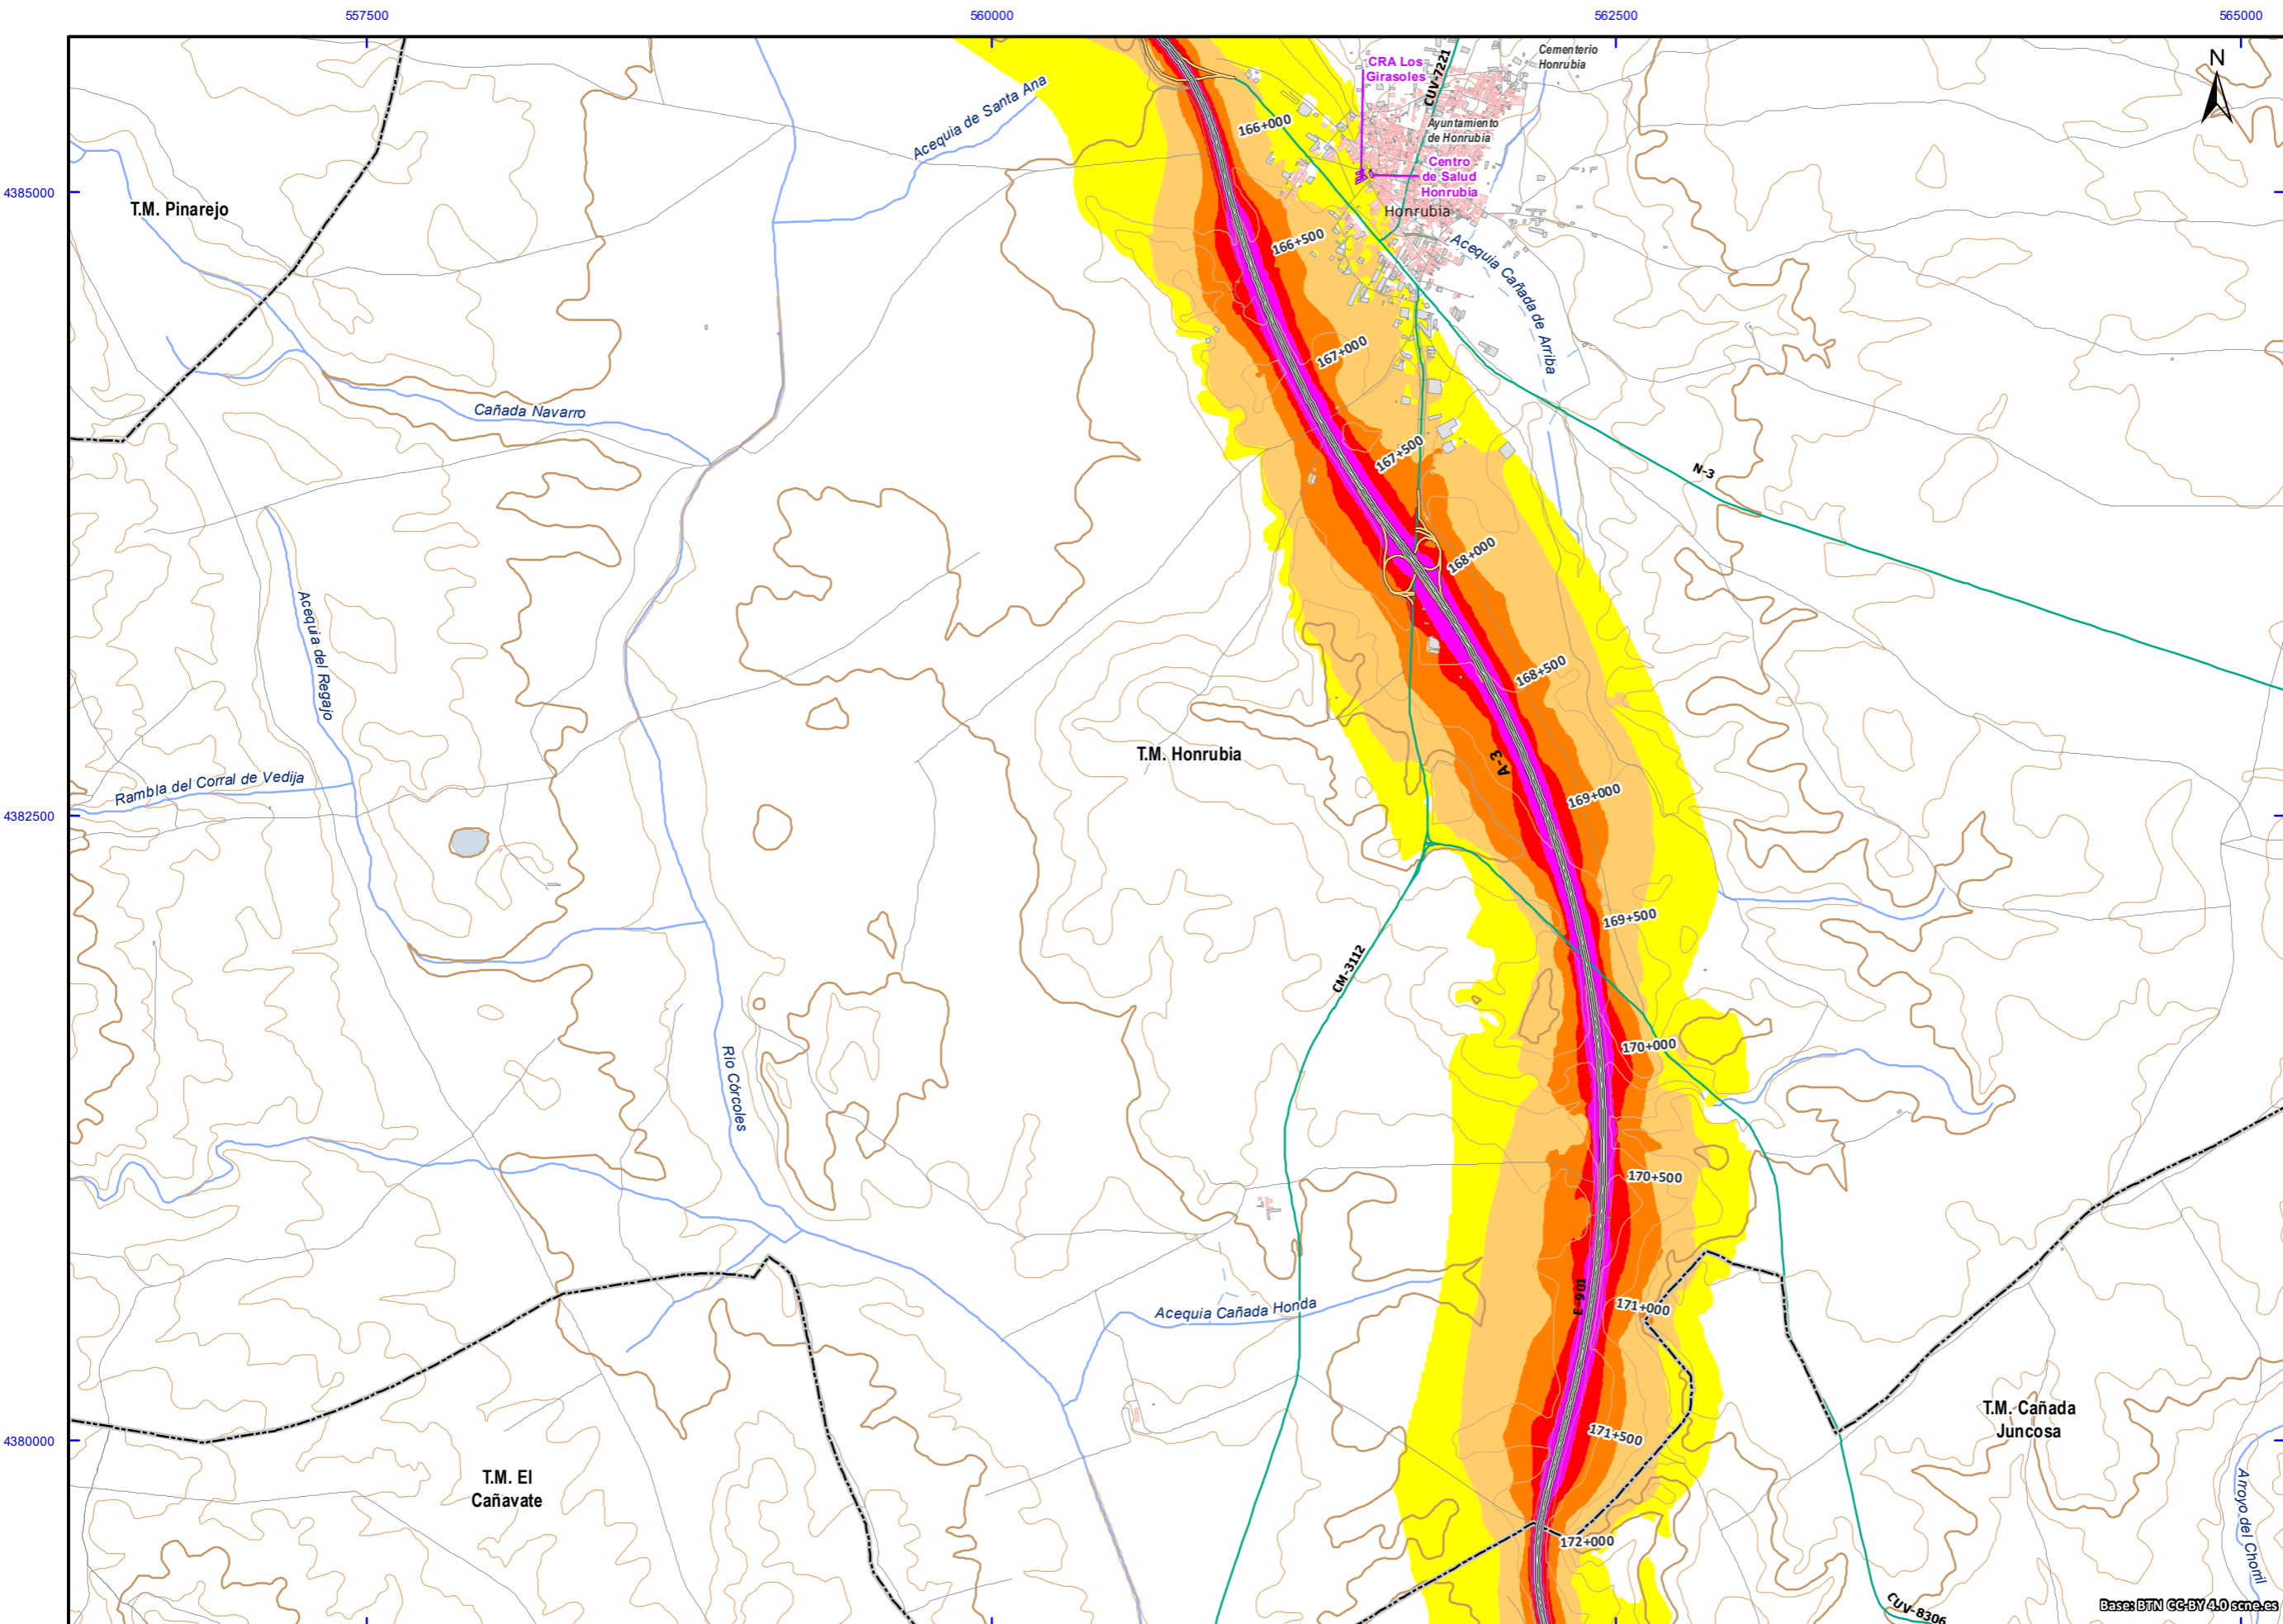 557500
560000
562500
565000
Cementerio
Honrubia
CRA Los
Girasoles
CUV-7221
N
Acequia de Santa Ana
166+000
Ayuntamiento
de Honrubia
Centro
de Salud
Honrubia
4385000
T.M. Pinarejo
Honrubia
166+500
Acequia Cañada de Arriba
167+000
Cañada Navarro
167+500
N-3
168+000
Acequia del Regajo
168+500
T.M. Honrubia
A-3
Rambla del Corral de Vedija
169+000
4382500
169+500
CM-3112
170+000
Río Córcoles
170+500
E-901
171+000
Acequia Cañada Honda
T.M. Cañada
Juncosa
171+500
4380000
T.M. El
Cañavate
Arroyo del Chorril
172+000
CUV-8306
Base: BTN CC-BY 4.0 scne.es